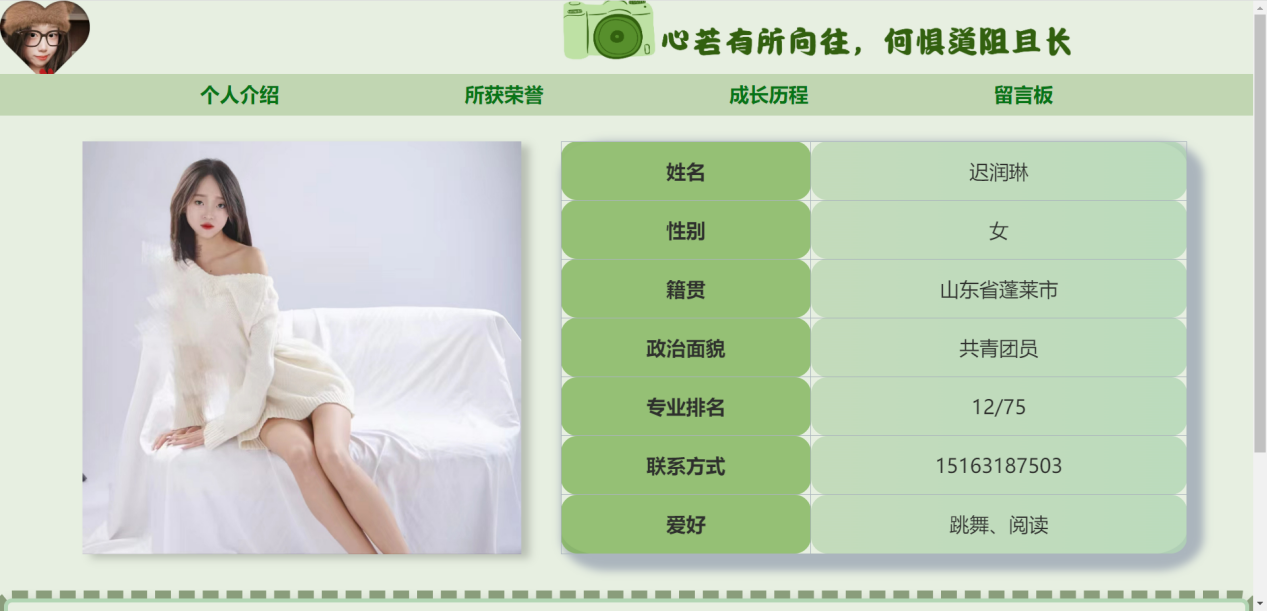 心若有所向往，何惧道阻且长
个人介绍 所获荣誉 成长历程 留言板
姓名 迟润琳
性别 女
籍贯 山东省蓬莱市
政治面貌 共青团员
专业排名 12/75
联系方式 15163187503
爱好 跳舞、阅读